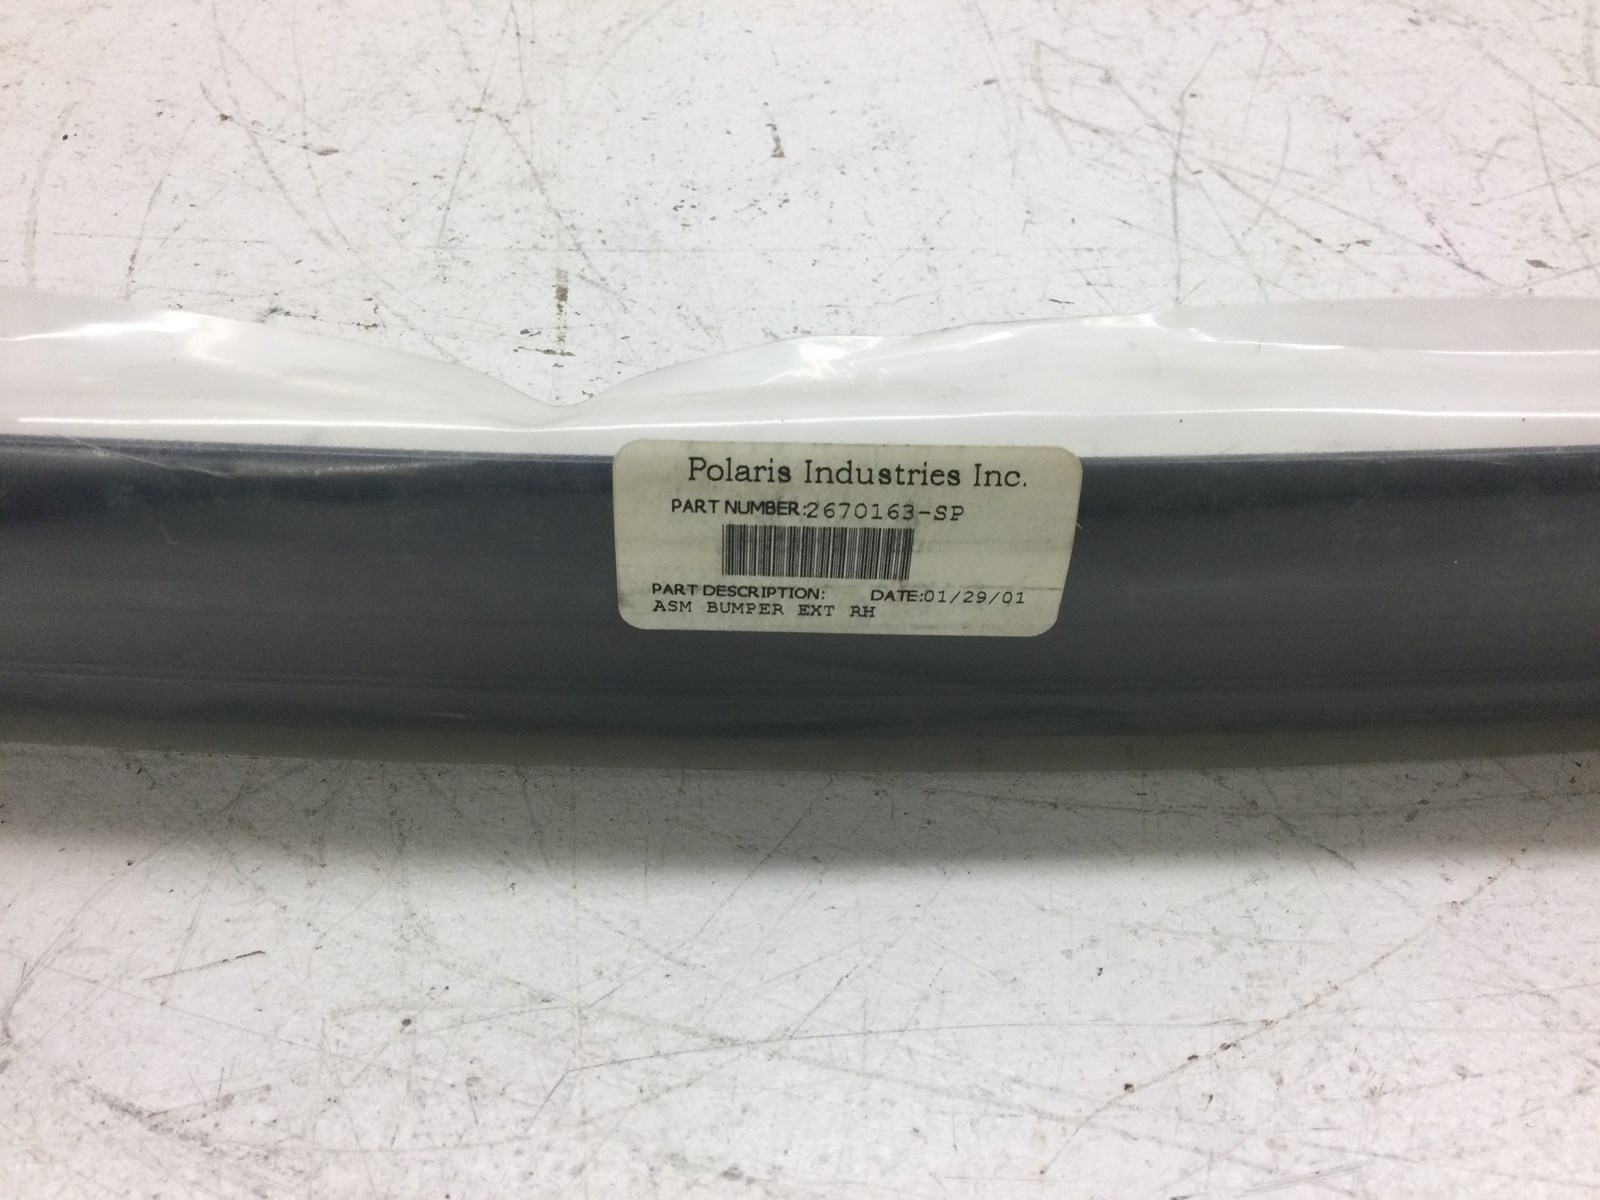 Polaris Industries Inc.
PART NUMBER:2670163-SP
PART DESCRIPTION: DATE:01/29/01
ASM BUMPER EXT RH